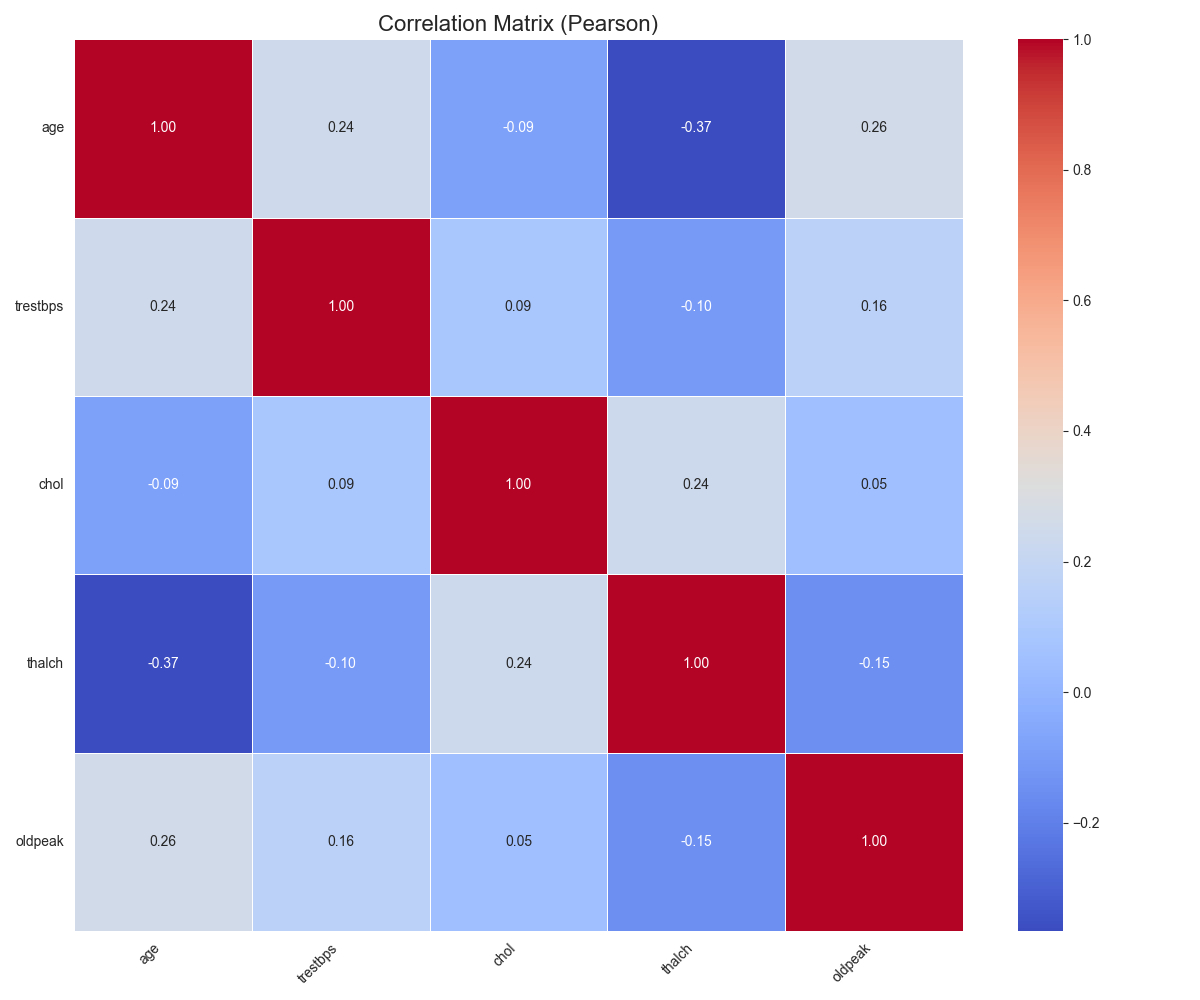 Correlation Matrix (Pearson)
age 1.00 0.24 -0.09 -0.37 0.26
trestbps 0.24 1.00 0.09 -0.10 0.16
chol -0.09 0.09 1.00 0.24 0.05
thalch -0.37 -0.10 0.24 1.00 -0.15
oldpeak 0.26 0.16 0.05 -0.15 1.00
age trestbps chol thalch oldpeak
1.0
0.8
0.6
0.4
0.2
0.0
−0.2